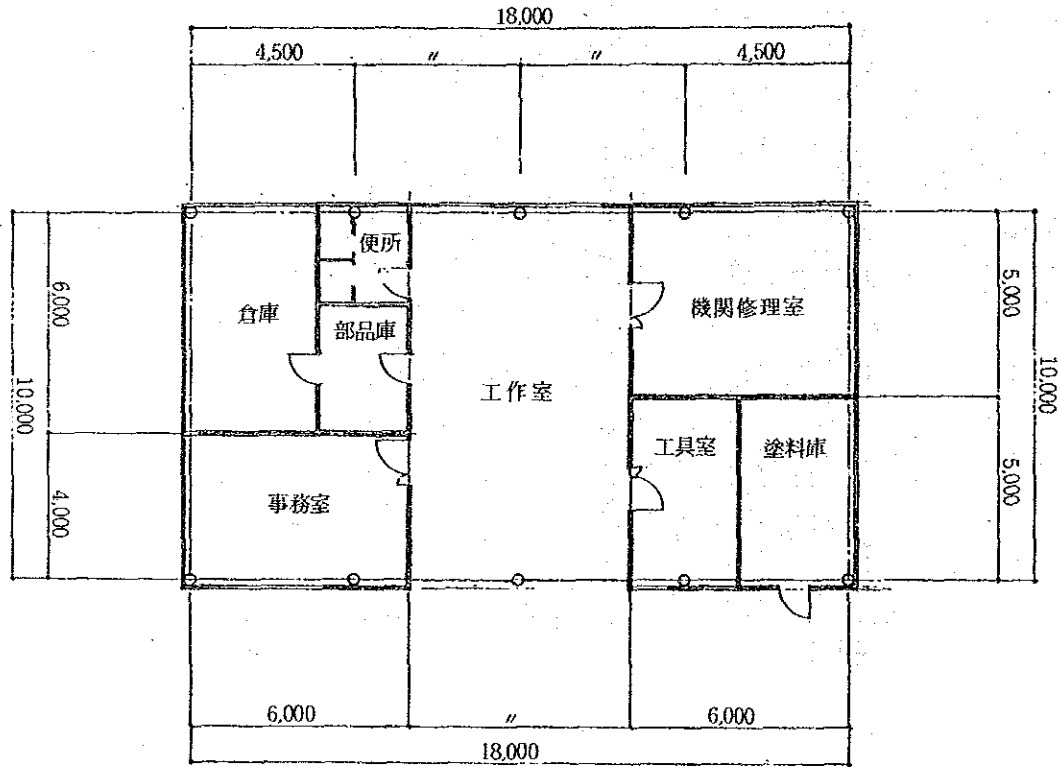 18,000
4,500 〃 〃 4,500
便所
倉庫
部品庫
機関修理室
工作室
工具室
塗料庫
事務室
6,000
4,000
10,000
5,000
5,000
10,000
6,000 〃 6,000
18,000